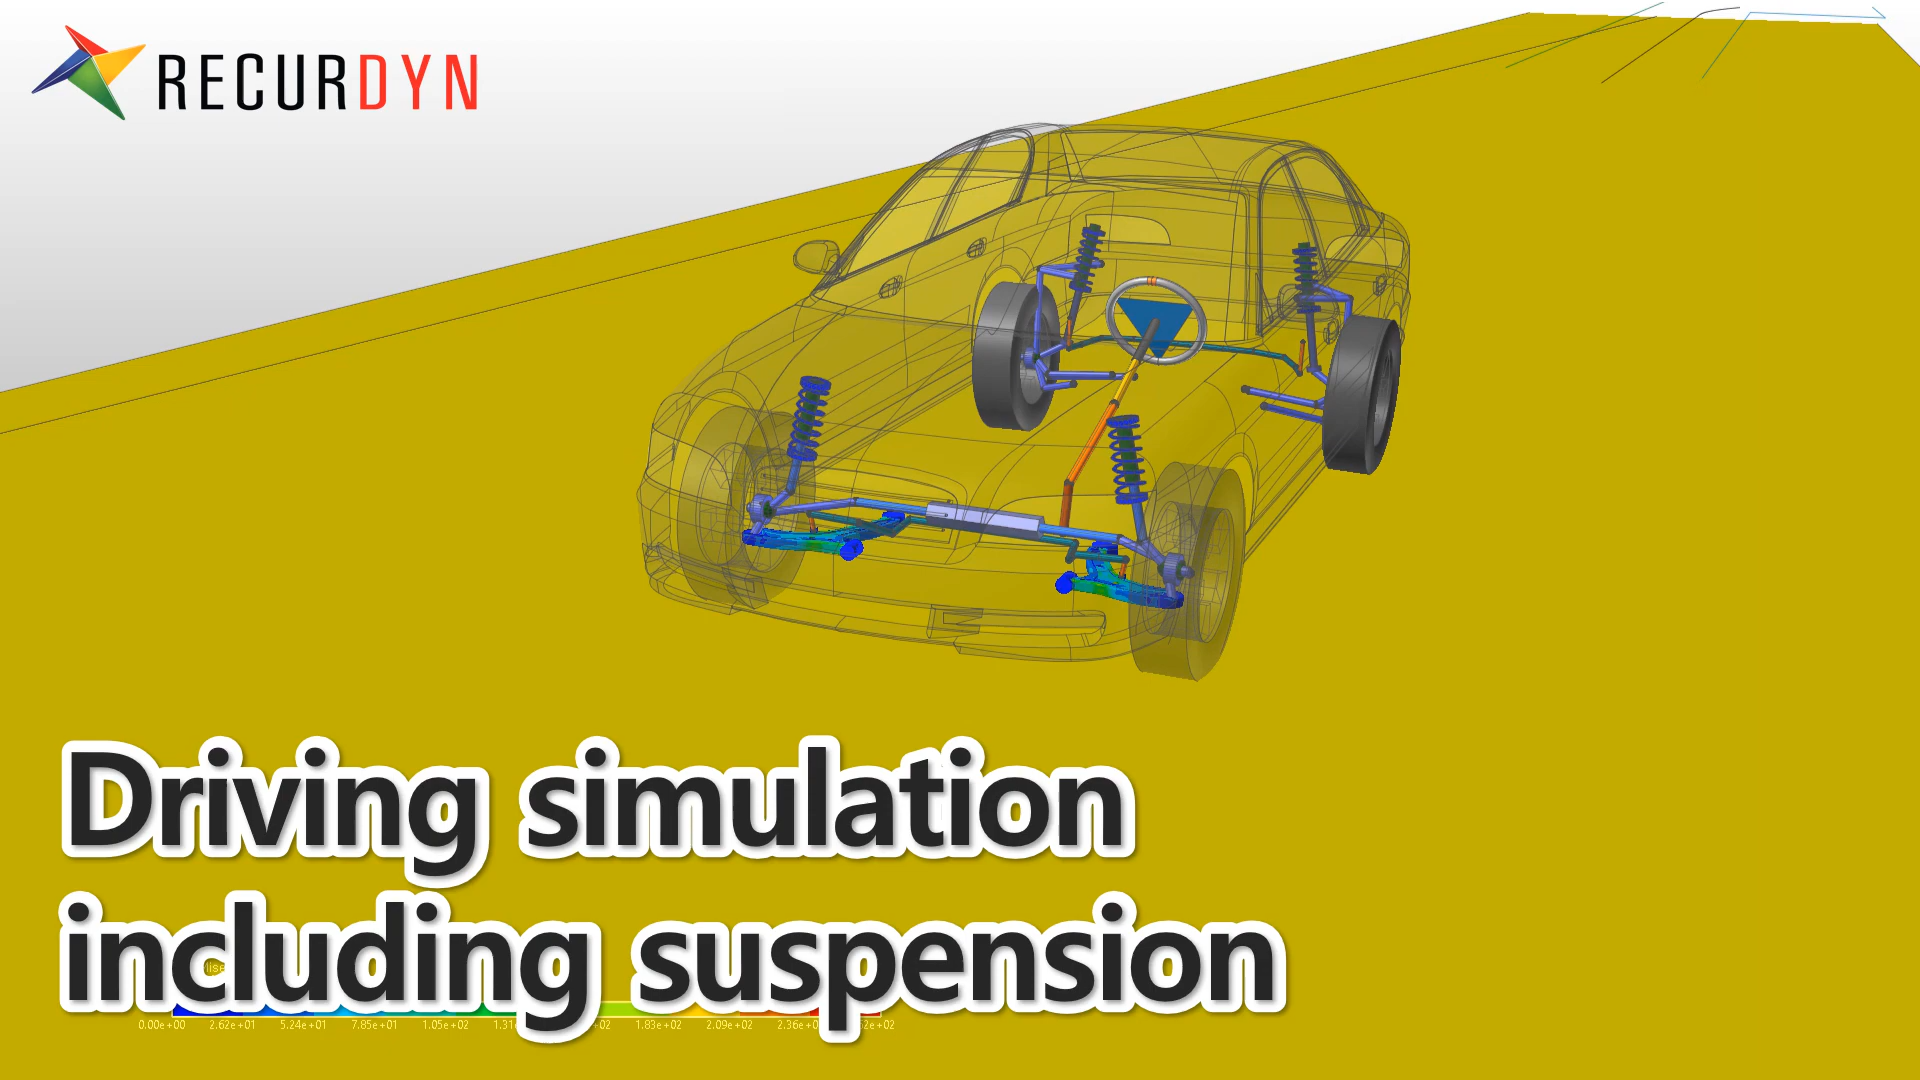 RECURDYN
Driving simulation
including suspension
0.00e+00 2.62e+01 5.24e+01 7.85e+01 1.05e+02 1.83e+02 2.09e+02